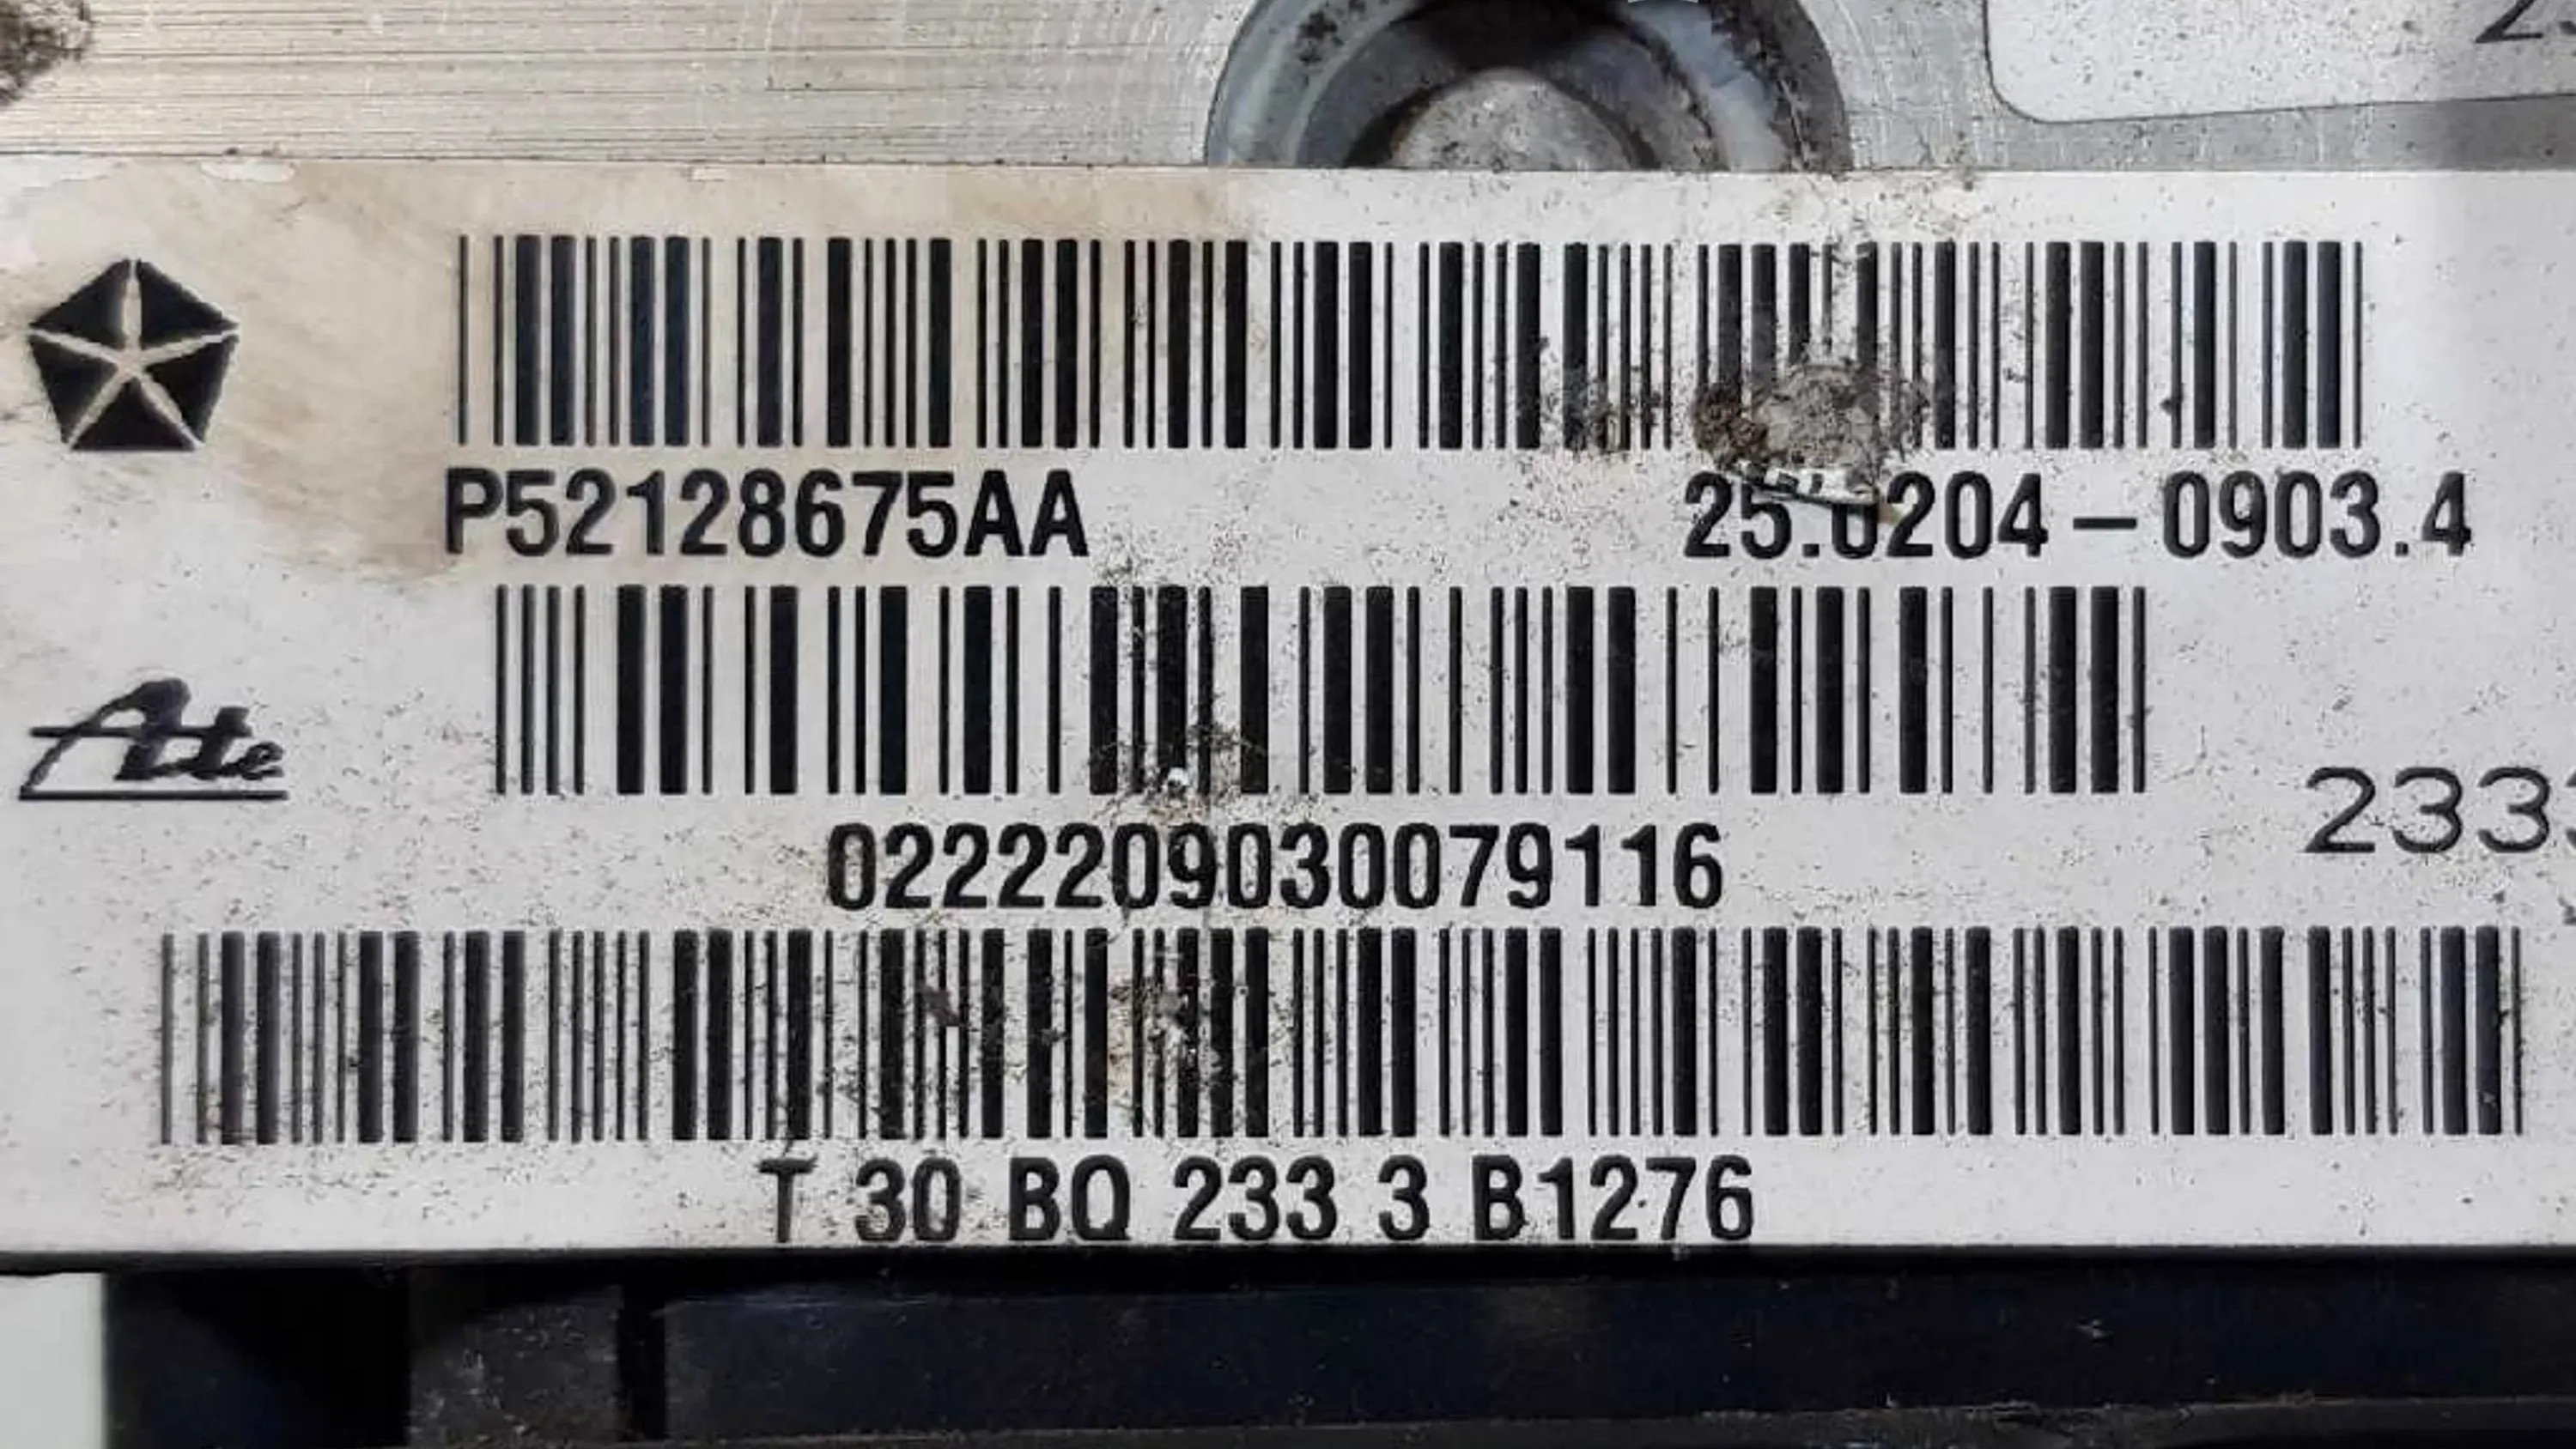 P52128675AA 25.0204-0903.4
Ate
0222209030079116
233
T 30 BQ 233 3 B1276